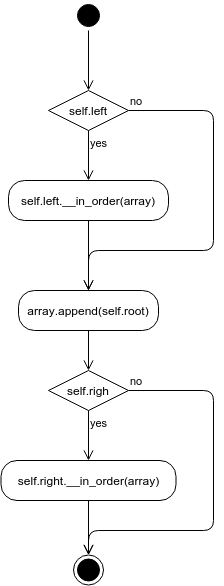 self.left
no
yes
self.left.__in_order(array)
array.append(self.root)
self.righ
no
yes
self.right.__in_order(array)